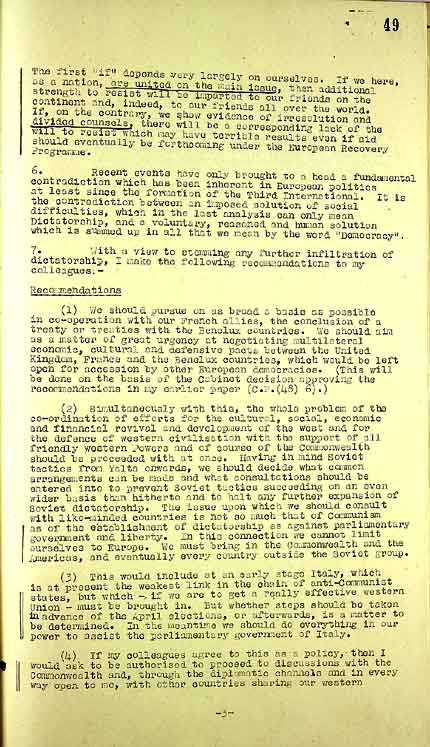 49
The first "if" depends very largely on ourselves. If we here,
as a nation, are united on the main issue, then additional
strength to resist will be imparted to our friends on the
continent and, indeed, to our friends all over the world.
If, on the contrary, we show evidence of irresolution and
divided counsels, there will be a corresponding lack of the
will to resist which may have terrible results even if aid
should eventually be forthcoming under the European Recovery
Programme.
6. Recent events have only brought to a head a fundamental
contradiction which has been inherent in European politics
at least since the formation of the Third International. It is
the contradiction between an imposed solution of social
difficulties, which in the last analysis can only mean
Dictatorship, and a voluntary, reasoned and human solution
which is summed up in all that we mean by the word "Democracy".
7. With a view to stemming any further infiltration of
dictatorship, I make the following recommendations to my
colleagues:-
Recommendations
(1) We should pursue on as broad a basis as possible
in co-operation with our French allies, the conclusion of a
treaty or treaties with the Benelux countries. We should aim
as a matter of great urgency at negotiating multilateral
economic, cultural and defensive pacts between the United
Kingdom, France and the Benelux countries, which would be left
open for accession by other European democracies. (This will
be done on the basis of the Cabinet decision approving the
recommendations in my earlier paper (C.P.(48) 6).)
(2) Simultaneously with this, the whole problem of the
co-ordination of efforts for the cultural, social, economic
and financial revival and development of the west and for
the defence of western civilisation with the support of all
friendly western Powers and of course of the Commonwealth
should be proceeded with at once. Having in mind Soviet
tactics from Yalta onwards, we should decide what common
arrangements can be made and what consultations should be
entered into to prevent Soviet tactics succeeding on an even
wider basis than hitherto and to halt any further expansion of
Soviet dictatorship. The issue upon which we should consult
with like-minded countries is not so much that of Communism
as of the establishment of dictatorship as against parliamentary
government and liberty. In this connection we cannot limit
ourselves to Europe. We must bring in the Commonwealth and the
Americas, and eventually every country outside the Soviet group.
(3) This would include at an early stage Italy, which
is at present the weakest link in the chain of anti-Communist
states, but which - if we are to get a really effective western
Union - must be brought in. But whether steps should be taken
in advance of the April elections, or afterwards, is a matter to
be determined. In the meantime we should do everything in our
power to assist the parliamentary government of Italy.
(4) If my colleagues agree to this as a policy, then I
would ask to be authorised to proceed to discussions with the
Commonwealth and, through the diplomatic channels and in every
way open to me, with other countries sharing our western
-3-